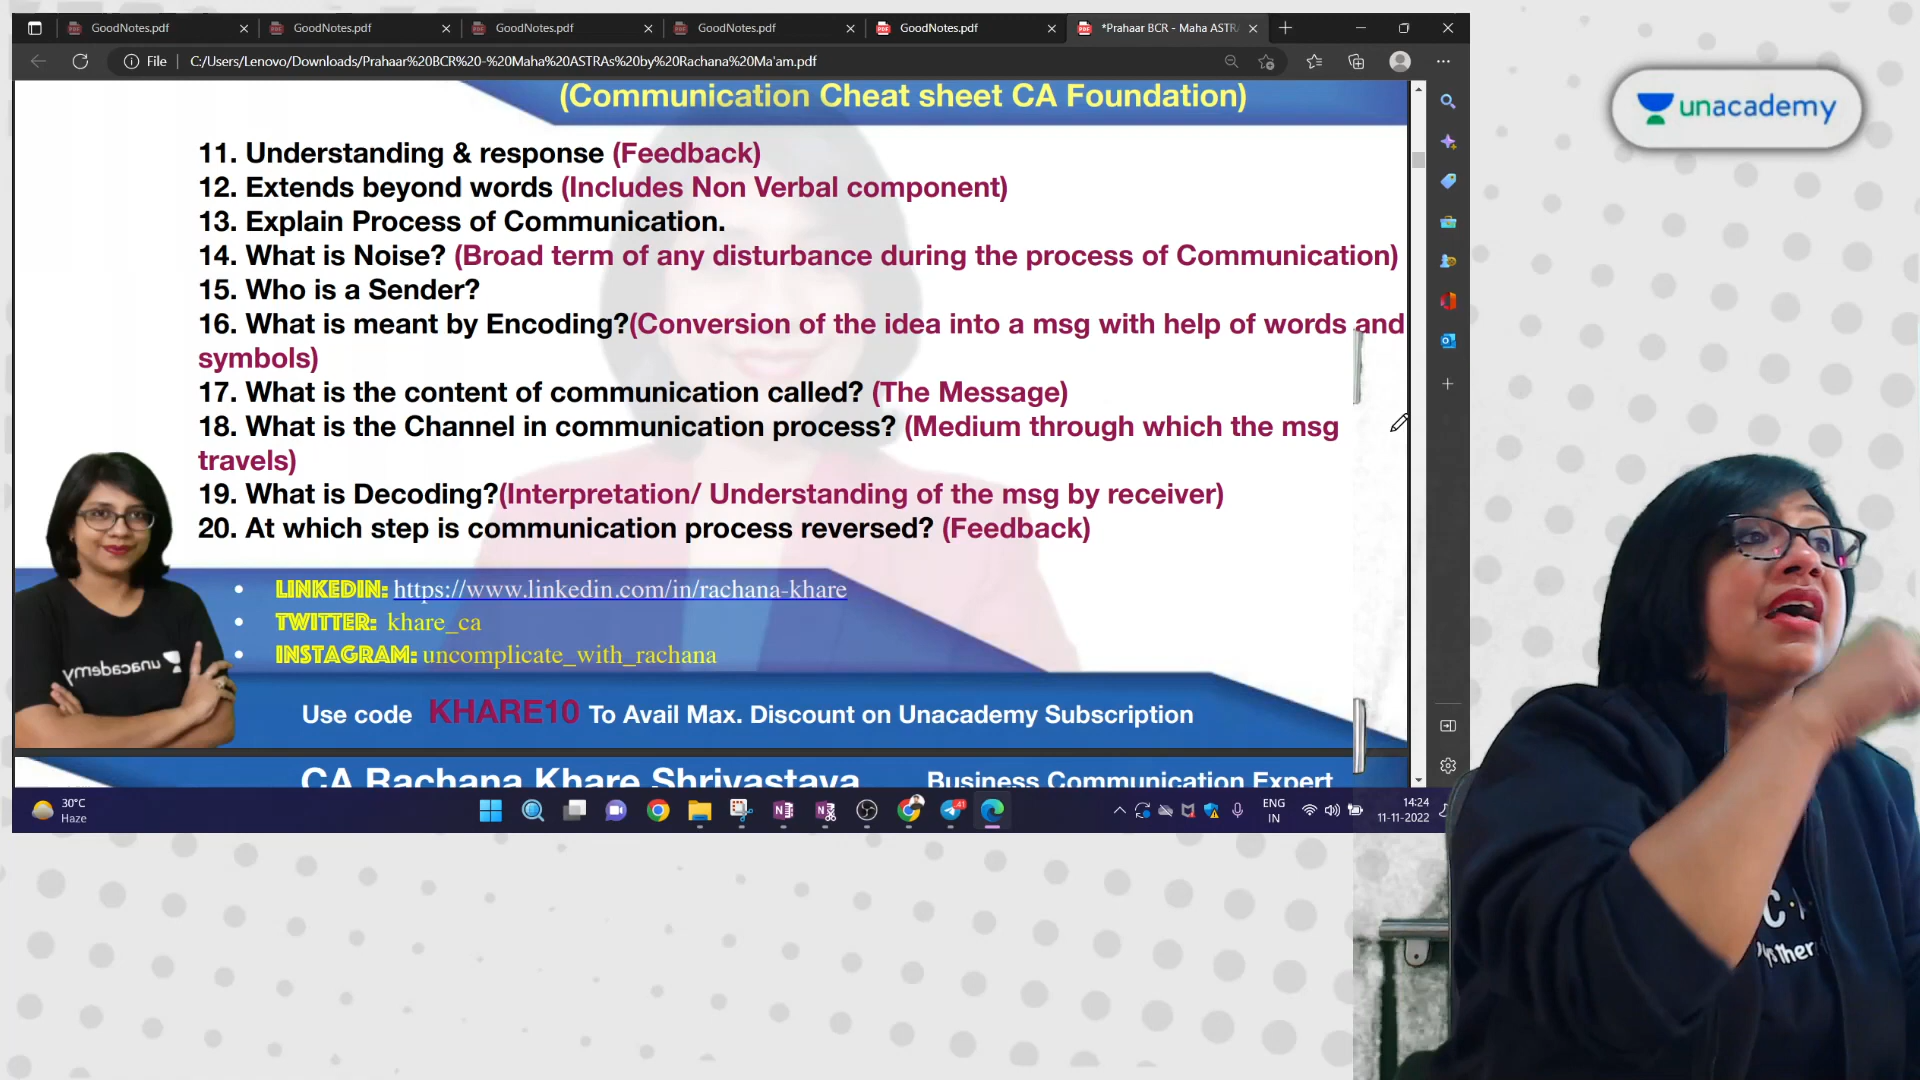 GoodNotes.pdf
GoodNotes.pdf
GoodNotes.pdf
GoodNotes.pdf
GoodNotes.pdf
*Prahaar BCR - Maha ASTR
File
C:/Users/Lenovo/Downloads/Prahaar%20BCR%20-%20Maha%20ASTRAs%20by%20Rachana%20Ma'am.pdf
unacademy
(Communication Cheat sheet CA Foundation)
11. Understanding & response (Feedback)
12. Extends beyond words (Includes Non Verbal component)
13. Explain Process of Communication.
14. What is Noise? (Broad term of any disturbance during the process of Communication)
15. Who is a Sender?
16. What is meant by Encoding?(Conversion of the idea into a msg with help of words and
symbols)
17. What is the content of communication called? (The Message)
18. What is the Channel in communication process? (Medium through which the msg
travels)
19. What is Decoding?(Interpretation/ Understanding of the msg by receiver)
20. At which step is communication process reversed? (Feedback)
unacademy
LINKEDIN: https://www.linkedin.com/in/rachana-khare
TWITTER: khare_ca
INSTAGRAM: uncomplicate_with_rachana
Use code KHARE10 To Avail Max. Discount on Unacademy Subscription
CA Rachana Khare Shrivastava Business Communication Expert
30°C
Haze
41
ENG
IN
14:24
11-11-2022